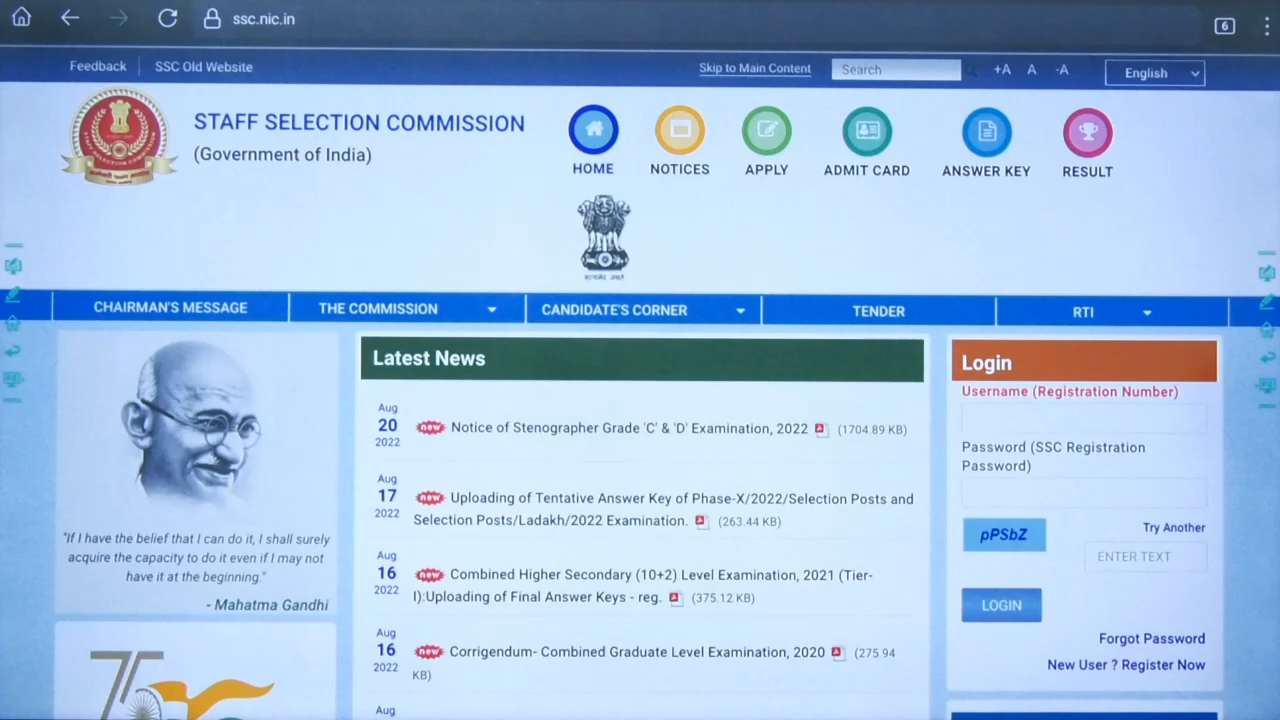 ssc.nic.in
6
Feedback
SSC Old Website
Skip to Main Content
Search
+A A -A
English
STAFF SELECTION COMMISSION
(Government of India)
HOME
NOTICES
APPLY
ADMIT CARD
ANSWER KEY
RESULT
CHAIRMAN'S MESSAGE
THE COMMISSION
CANDIDATE'S CORNER
TENDER
RTI
"If I have the belief that I can do it, I shall surely
acquire the capacity to do it even if I may not
have it at the beginning."
- Mahatma Gandhi
75
Latest News
Aug
20
2022
new Notice of Stenographer Grade 'C' & 'D' Examination, 2022 (1704.89 KB)
Aug
17
2022
new Uploading of Tentative Answer Key of Phase-X/2022/Selection Posts and
Selection Posts/Ladakh/2022 Examination. (263.44 KB)
Aug
16
2022
new Combined Higher Secondary (10+2) Level Examination, 2021 (Tier-
I):Uploading of Final Answer Keys - reg. (375.12 KB)
Aug
16
2022
new Corrigendum- Combined Graduate Level Examination, 2020 (275.94
KB)
Aug
Login
Username (Registration Number)
Password (SSC Registration
Password)
pPSbZ
Try Another
ENTER TEXT
LOGIN
Forgot Password
New User ? Register Now